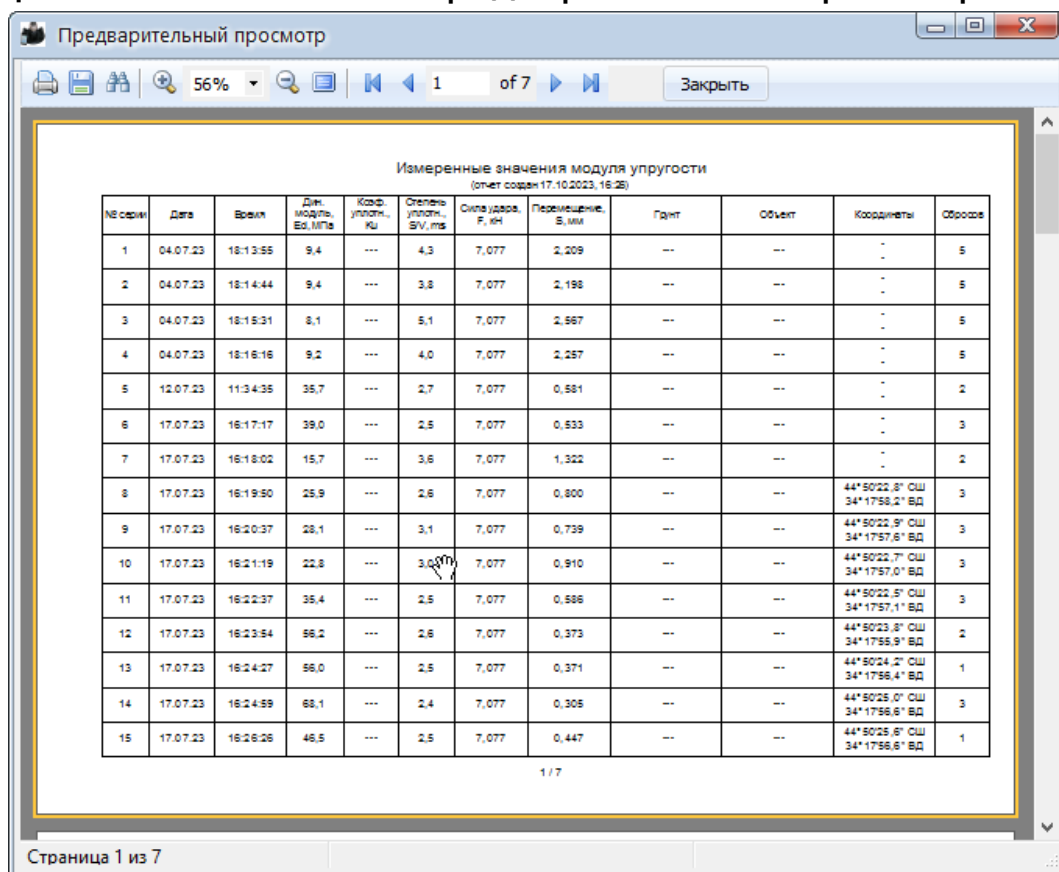 Предварительный просмотр
56%
1 of 7
Закрыть
Измеренные значения модуля упругости
(отчет создан 17.10.2023, 16:26)
№ серии Дата Время Дин. модуль, Ed, МПа Коэф. уплотн., Ku Степень уплотн., S/V, ms Сила удара, F, кН Перемещение, S, мм Грунт Объект Координаты Сбросов
1 04.07.23 18:13:55 9,4 --- 4,3 7,077 2,209 --- --- - - 5
2 04.07.23 18:14:44 9,4 --- 3,8 7,077 2,198 --- --- - - 5
3 04.07.23 18:15:31 8,1 --- 5,1 7,077 2,567 --- --- - - 5
4 04.07.23 18:16:16 9,2 --- 4,0 7,077 2,257 --- --- - - 5
5 12.07.23 11:34:35 35,7 --- 2,7 7,077 0,581 --- --- - - 2
6 17.07.23 16:17:17 39,0 --- 2,5 7,077 0,533 --- --- - - 3
7 17.07.23 16:18:02 15,7 --- 3,6 7,077 1,322 --- --- - - 2
8 17.07.23 16:19:50 25,9 --- 2,6 7,077 0,800 --- --- 44°50'22,8" СШ 34°17'58,2" ВД 3
9 17.07.23 16:20:37 28,1 --- 3,1 7,077 0,739 --- --- 44°50'22,9" СШ 34°17'57,6" ВД 3
10 17.07.23 16:21:19 22,8 --- 3,0 7,077 0,910 --- --- 44°50'22,7" СШ 34°17'57,0" ВД 3
11 17.07.23 16:22:37 35,4 --- 2,5 7,077 0,586 --- --- 44°50'22,5" СШ 34°17'57,1" ВД 3
12 17.07.23 16:23:54 56,2 --- 2,6 7,077 0,373 --- --- 44°50'23,8" СШ 34°17'55,9" ВД 2
13 17.07.23 16:24:27 56,0 --- 2,5 7,077 0,371 --- --- 44°50'24,2" СШ 34°17'56,4" ВД 1
14 17.07.23 16:24:59 68,1 --- 2,4 7,077 0,305 --- --- 44°50'25,0" СШ 34°17'56,6" ВД 3
15 17.07.23 16:26:26 46,5 --- 2,5 7,077 0,447 --- --- 44°50'25,6" СШ 34°17'56,6" ВД 1
1 / 7
Страница 1 из 7